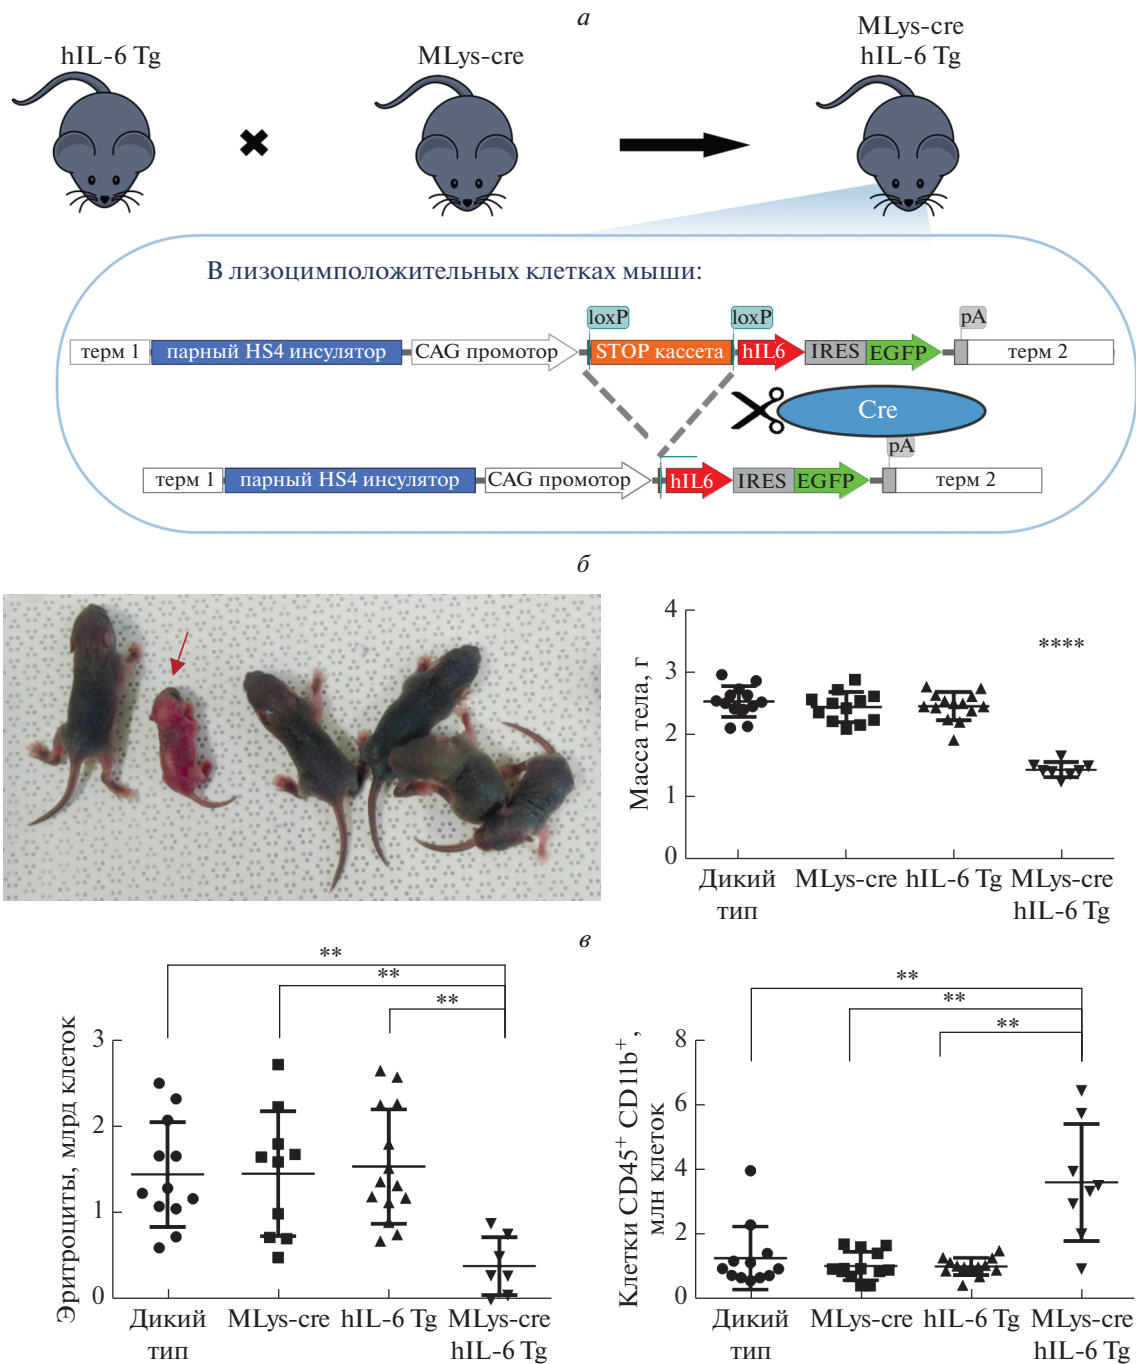 а
hIL-6 Tg
MLys-cre
MLys-cre
hIL-6 Tg
В лизоцимположительных клетках мыши:
loxP
loxP
pA
терм 1
парный HS4 инсулятор
CAG промотор
STOP кассета
hIL6
IRES
EGFP
терм 2
Cre
pA
терм 1
парный HS4 инсулятор
CAG промотор
hIL6
IRES
EGFP
терм 2
б
Масса тела, г
4
3
2
1
0
****
Дикий
тип
MLys-cre
hIL-6 Tg
MLys-cre
hIL-6 Tg
в
Эритроциты, млрд клеток
3
2
1
0
**
**
**
Дикий
тип
MLys-cre
hIL-6 Tg
MLys-cre
hIL-6 Tg
Клетки CD45+ CD11b+,
млн клеток
8
6
4
2
0
**
**
**
Дикий
тип
MLys-cre
hIL-6 Tg
MLys-cre
hIL-6 Tg